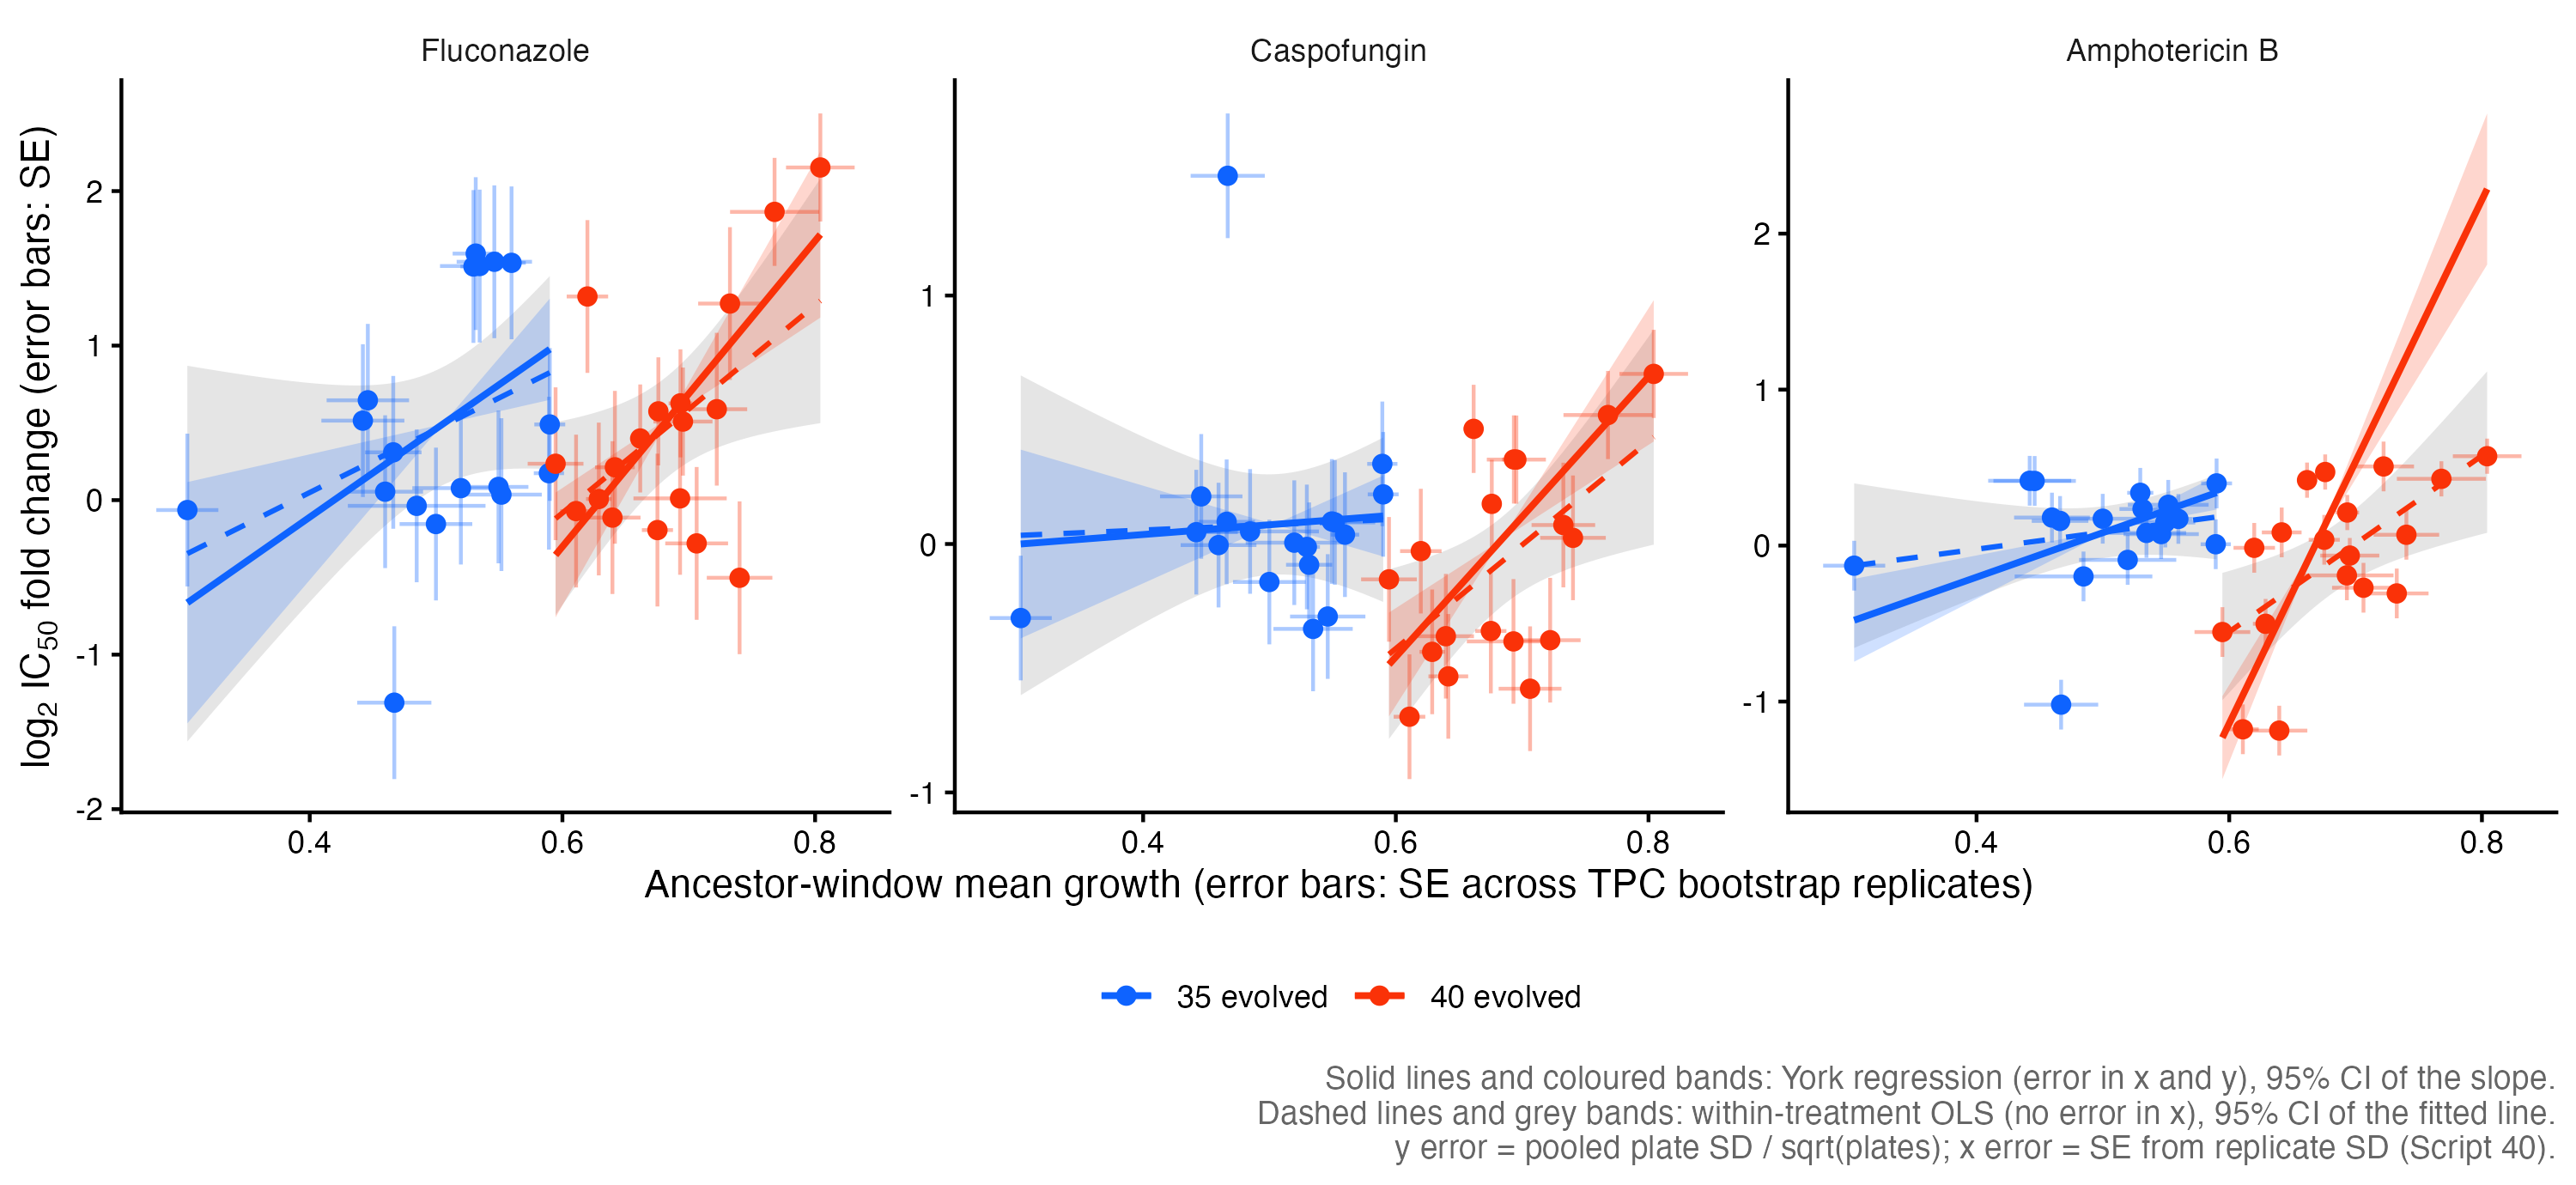 Fluconazole
Caspofungin
Amphotericin B
log2 IC50 fold change (error bars: SE)
2
1
0
-1
-2
1
0
-1
2
1
0
-1
0.4
0.6
0.8
0.4
0.6
0.8
0.4
0.6
0.8
Ancestor-window mean growth (error bars: SE across TPC bootstrap replicates)
35 evolved
40 evolved
Solid lines and coloured bands: York regression (error in x and y), 95% CI of the slope.
Dashed lines and grey bands: within-treatment OLS (no error in x), 95% CI of the fitted line.
y error = pooled plate SD / sqrt(plates); x error = SE from replicate SD (Script 40).